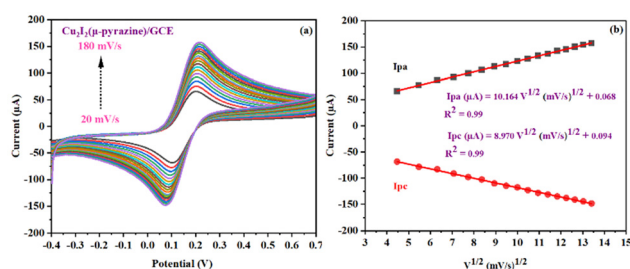 Cu₂I₂(μ-pyrazine)/GCE
(a)
180 mV/s
20 mV/s
Current (μA)
200
150
100
50
0
-50
-100
-150
-200
-0.4 -0.3 -0.2 -0.1 0.0 0.1 0.2 0.3 0.4 0.5 0.6 0.7
Potential (V)
(b)
Ipa
Ipa (μA) = 10.164 V^1/2 (mV/s)^1/2 + 0.068
R² = 0.99
Ipc (μA) = 8.970 V^1/2 (mV/s)^1/2 + 0.094
R² = 0.99
Ipc
Current (μA)
200
150
100
50
0
-50
-100
-150
-200
3 4 5 6 7 8 9 10 11 12 13 14
V^1/2 (mV/s)^1/2